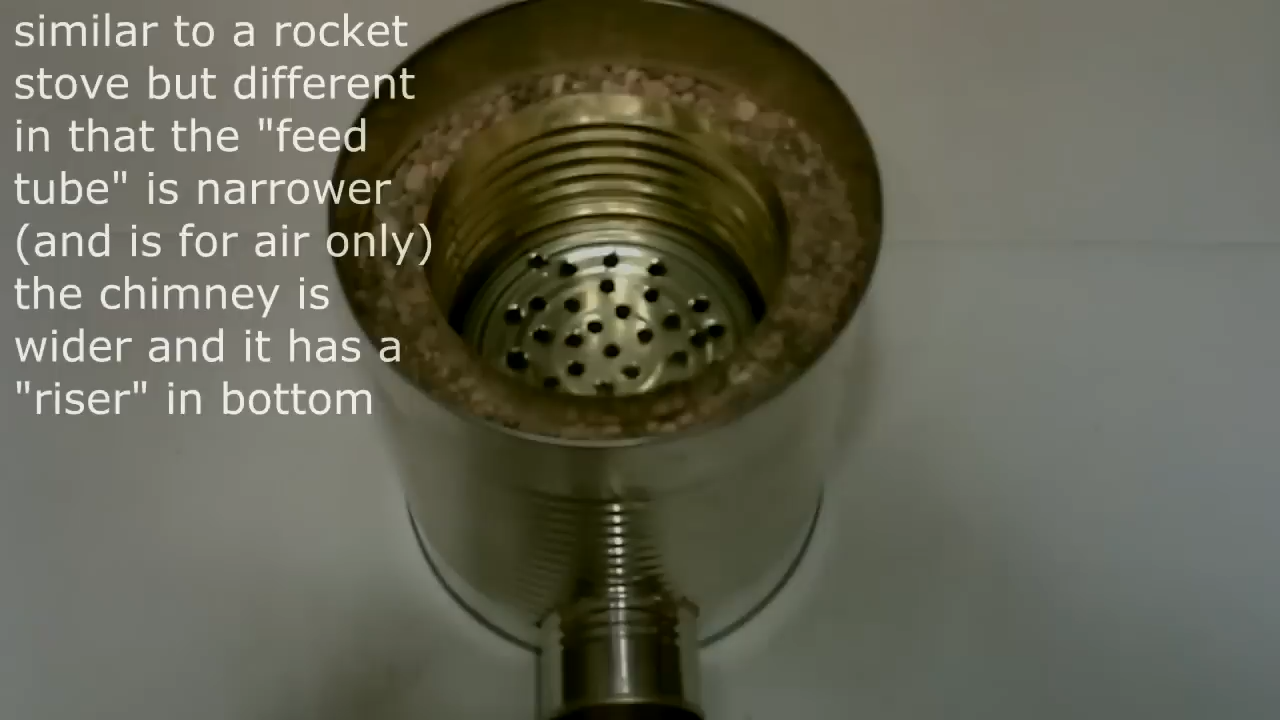 similar to a rocket
stove but different
in that the "feed
tube" is narrower
(and is for air only)
the chimney is
wider and it has a
"riser" in bottom